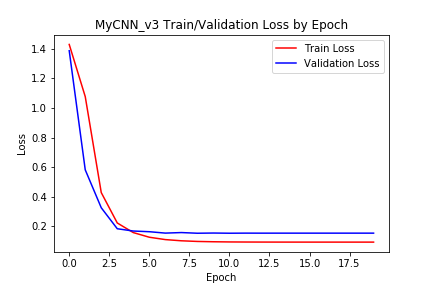 MyCNN_v3 Train/Validation Loss by Epoch
Train Loss
Validation Loss
Loss
1.4
1.2
1.0
0.8
0.6
0.4
0.2
0.0 2.5 5.0 7.5 10.0 12.5 15.0 17.5
Epoch